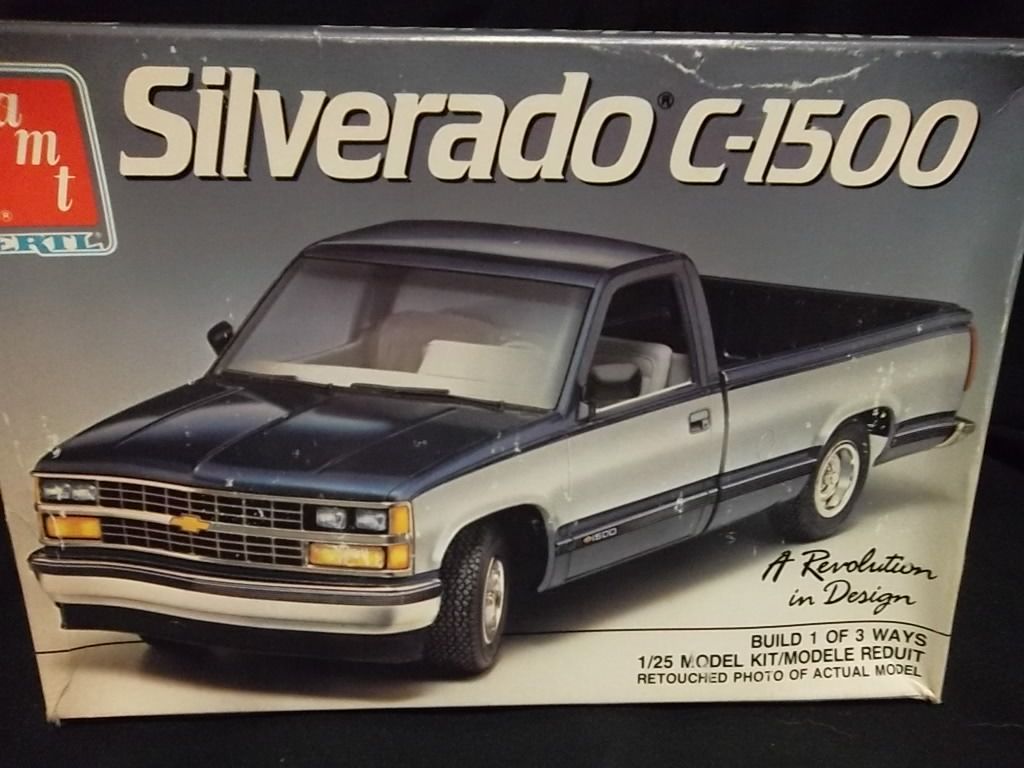 amt
®
ERTL®
Silverado® C-1500
1500
A Revolution
in Design
BUILD 1 OF 3 WAYS
1/25 MODEL KIT/MODELE REDUIT
RETOUCHED PHOTO OF ACTUAL MODEL